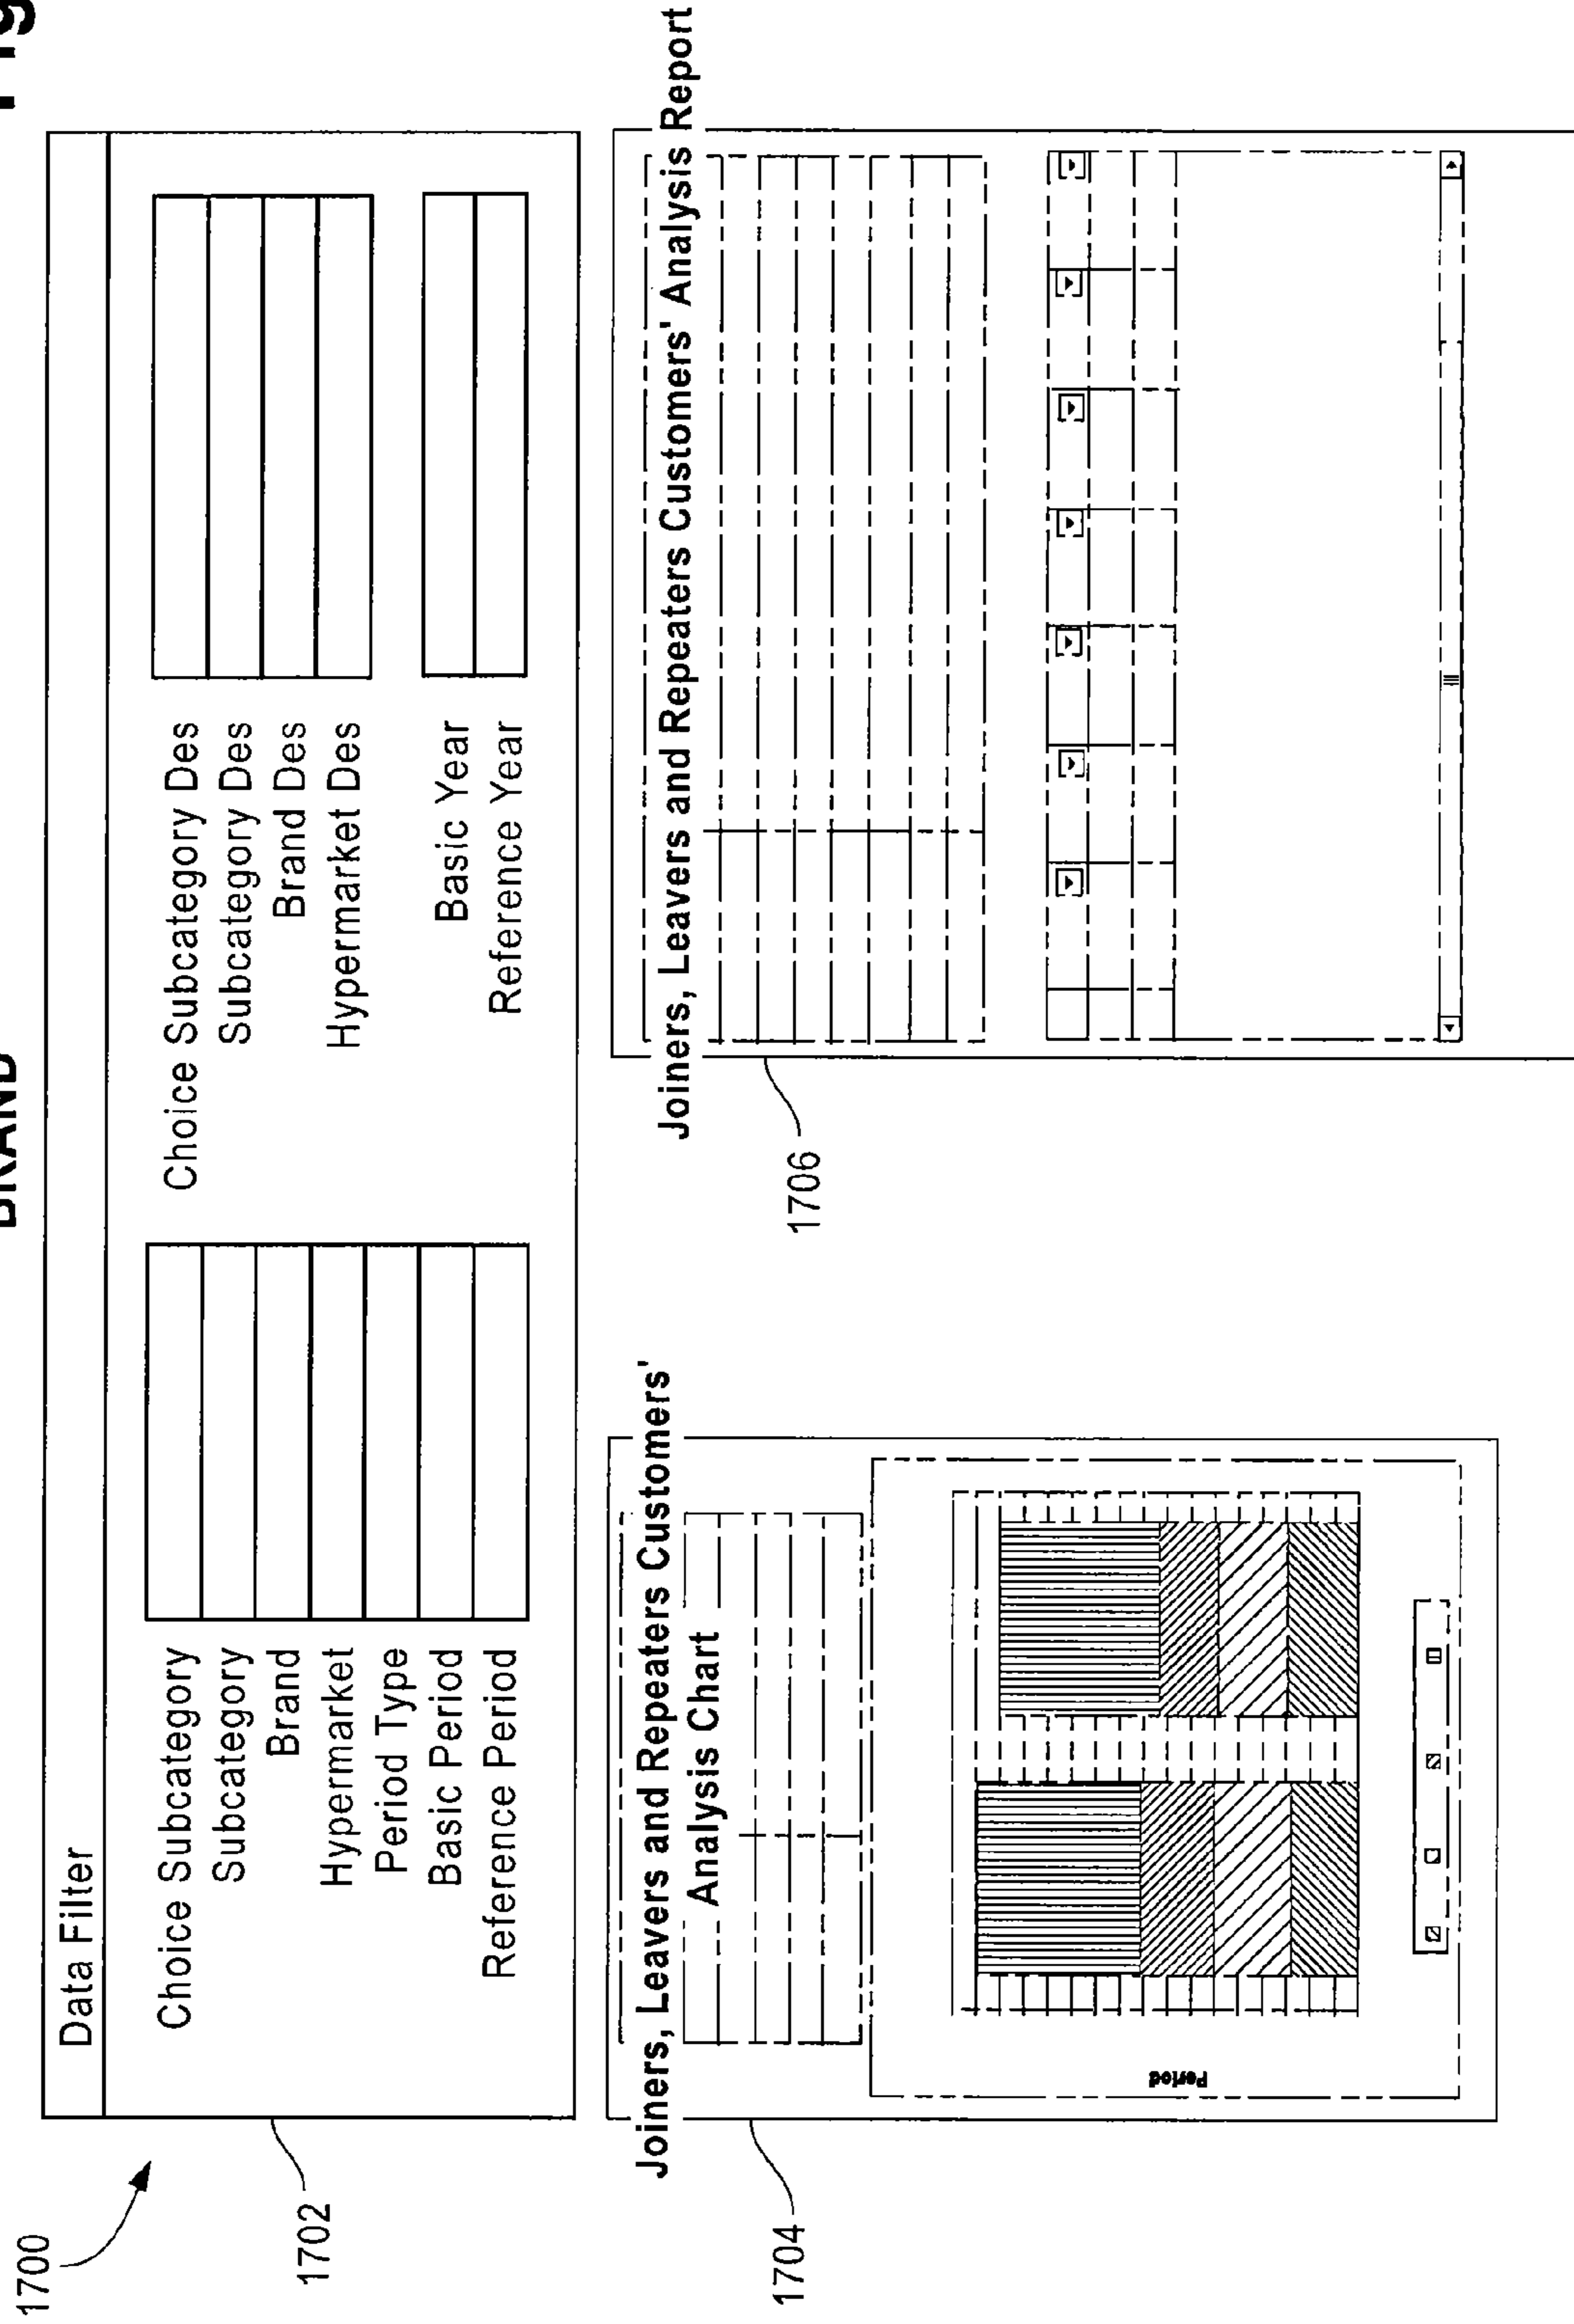 BRAND
Fig
1700
1702
Data Filter
Choice Subcategory
Subcategory
Brand
Hypermarket
Period Type
Basic Period
Reference Period
Choice Subcategory Des
Subcategory Des
Brand Des
Hypermarket Des
Basic Year
Reference Year
1704
Joiners, Leavers and Repeaters Customers'
Analysis Chart
Period
1706
Joiners, Leavers and Repeaters Customers' Analysis Report